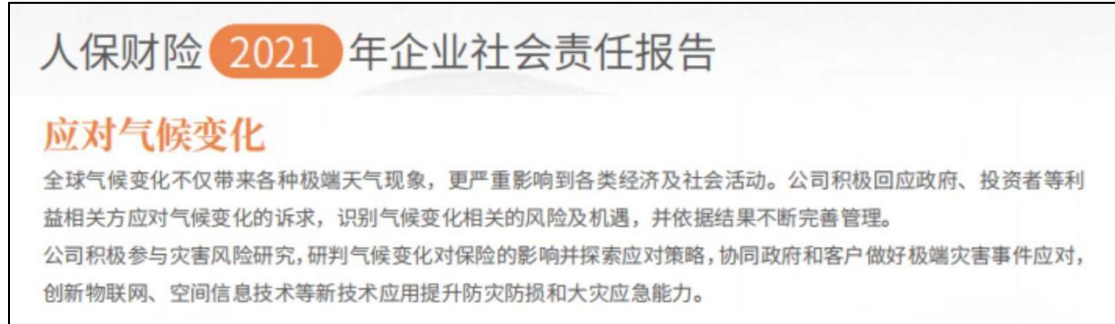 人保财险 2021 年企业社会责任报告
应对气候变化
全球气候变化不仅带来各种极端天气现象，更严重影响到各类经济及社会活动。公司积极回应政府、投资者等利
益相关方应对气候变化的诉求，识别气候变化相关的风险及机遇，并依据结果不断完善管理。
公司积极参与灾害风险研究，研判气候变化对保险的影响并探索应对策略，协同政府和客户做好极端灾害事件应对，
创新物联网、空间信息技术等新技术应用提升防灾防损和大灾应急能力。